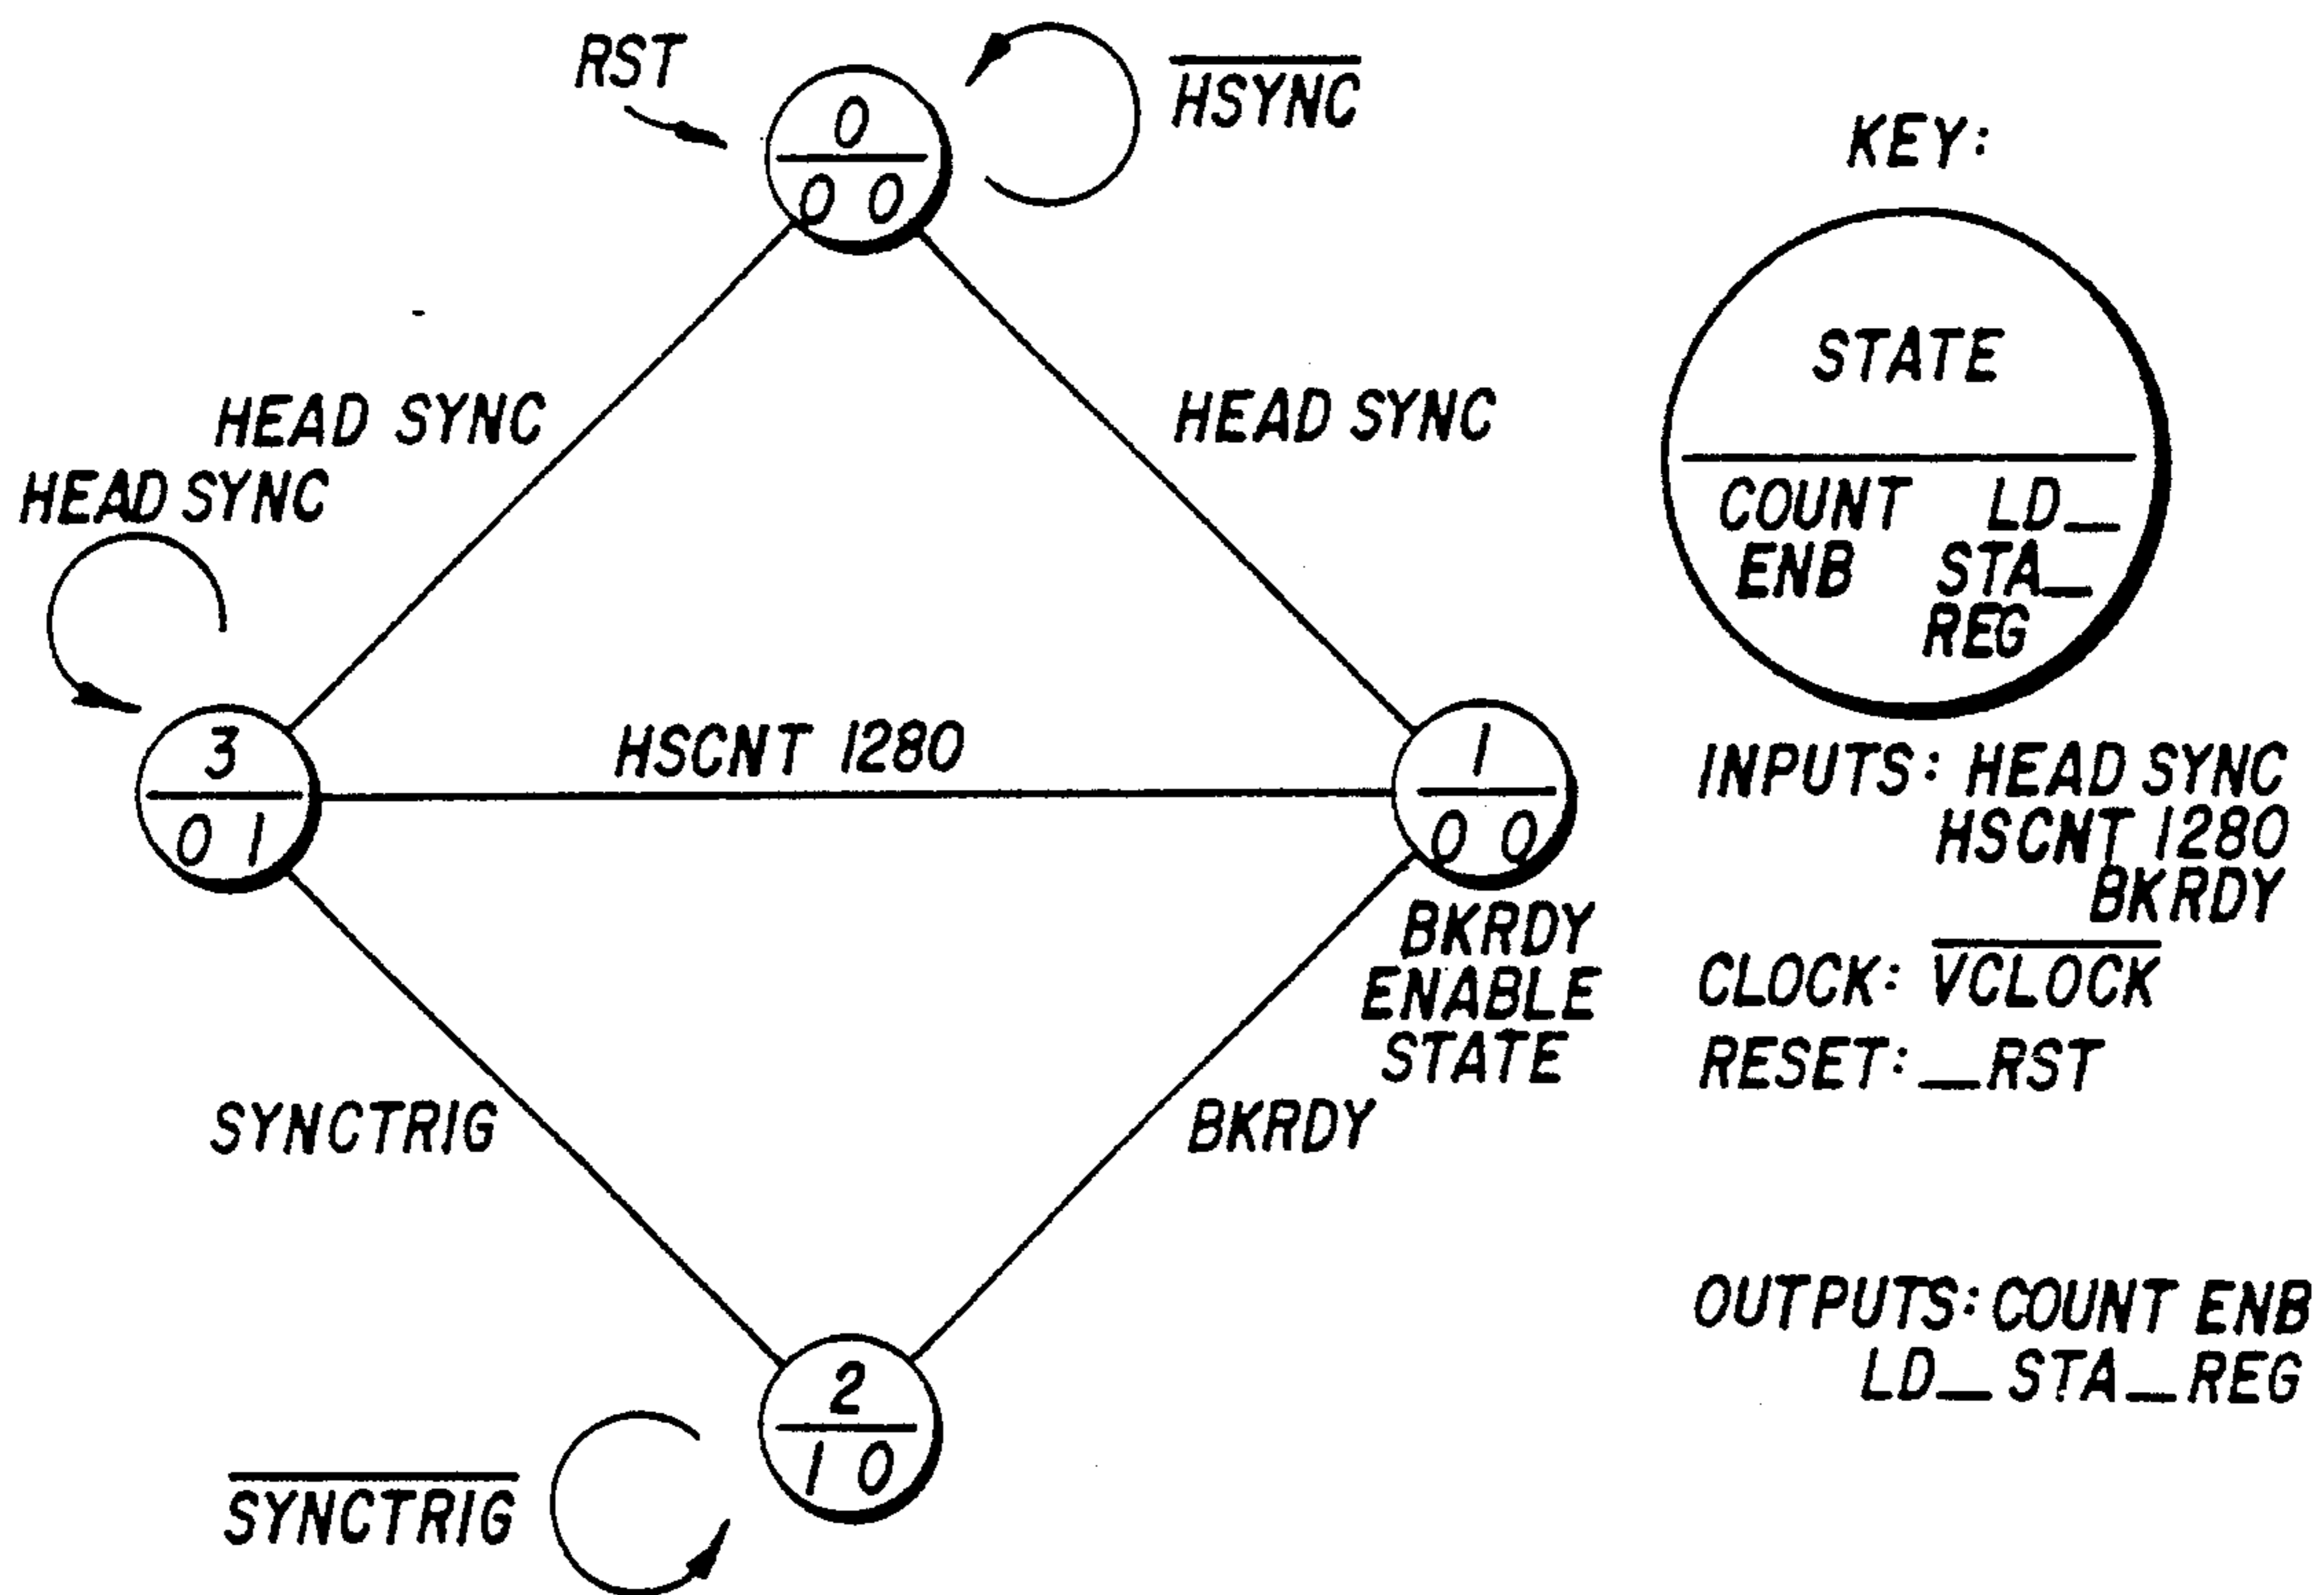 RST
HSYNC
0
0 0
KEY:
STATE
COUNT LD_
ENB STA_
REG
HEAD SYNC
HEAD SYNC
HEAD SYNC
3
0 1
HSCNT 1280
1
0 0
BKRDY
ENABLE
STATE
INPUTS: HEAD SYNC
HSCNT 1280
BKRDY
CLOCK: VCLOCK
RESET: _RST
SYNCTRIG
BKRDY
OUTPUTS: COUNT ENB
LD_ STA_REG
2
1 0
SYNCTRIG